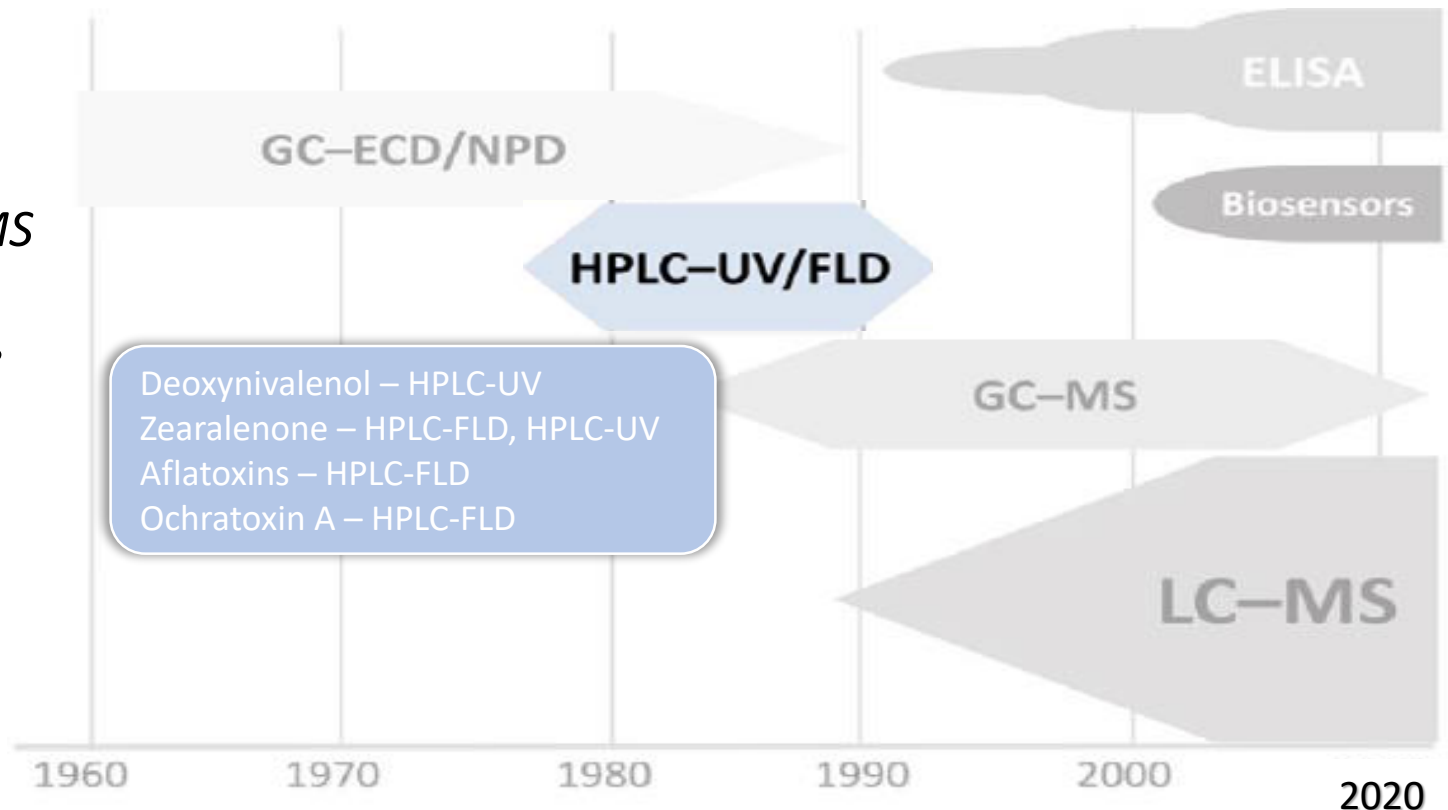 ELISA
GC–ECD/NPD
Biosensors
HPLC–UV/FLD
Deoxynivalenol – HPLC-UV
Zearalenone – HPLC-FLD, HPLC-UV
Aflatoxins – HPLC-FLD
Ochratoxin A – HPLC-FLD
GC–MS
LC–MS
1960 1970 1980 1990 2000 2020